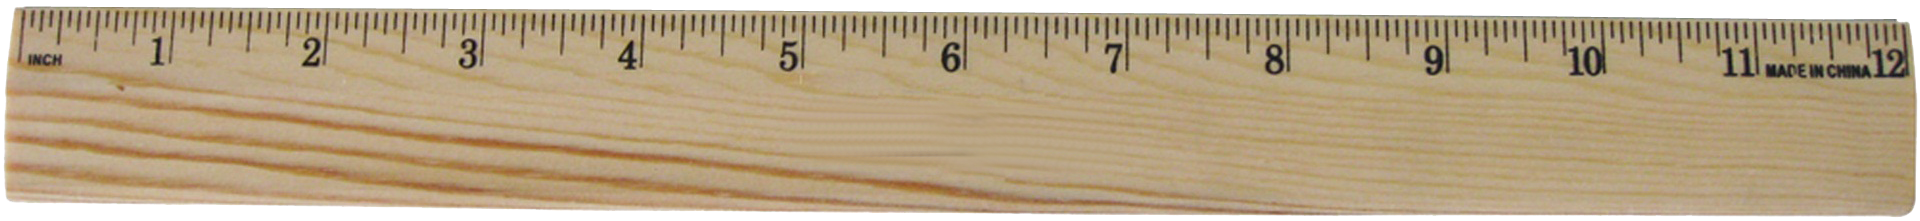 1 2 3 4 5 6 7 8 9 10 11 12
INCH MADE IN CHINA